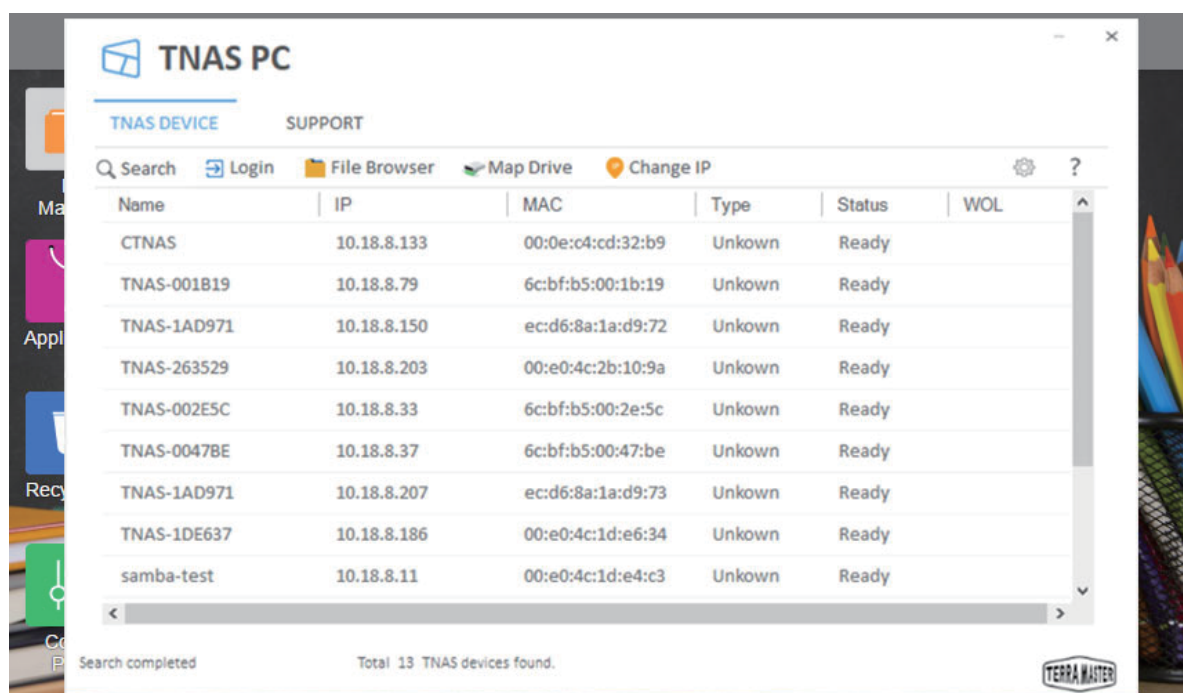 TNAS PC
TNAS DEVICE SUPPORT
Search Login File Browser Map Drive Change IP ?
Name IP MAC Type Status WOL
CTNAS 10.18.8.133 00:0e:c4:cd:32:b9 Unkown Ready
TNAS-001B19 10.18.8.79 6c:bf:b5:00:1b:19 Unkown Ready
TNAS-1AD971 10.18.8.150 ec:d6:8a:1a:d9:72 Unkown Ready
TNAS-263529 10.18.8.203 00:e0:4c:2b:10:9a Unkown Ready
TNAS-002E5C 10.18.8.33 6c:bf:b5:00:2e:5c Unkown Ready
TNAS-0047BE 10.18.8.37 6c:bf:b5:00:47:be Unkown Ready
TNAS-1AD971 10.18.8.207 ec:d6:8a:1a:d9:73 Unkown Ready
TNAS-1DE637 10.18.8.186 00:e0:4c:1d:e6:34 Unkown Ready
samba-test 10.18.8.11 00:e0:4c:1d:e4:c3 Unkown Ready
Search completed Total 13 TNAS devices found.
TERRAMASTER
Ma
Appl
Recy
Co
P